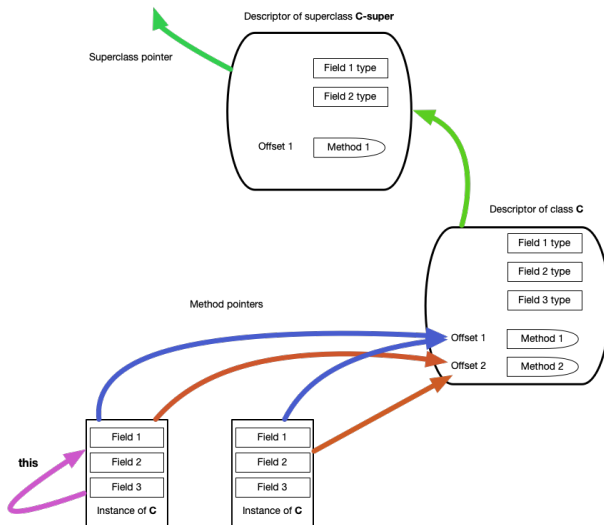 Descriptor of superclass C-super
Superclass pointer
Field 1 type
Field 2 type
Offset 1
Method 1
Descriptor of class C
Field 1 type
Field 2 type
Field 3 type
Method pointers
Offset 1
Method 1
Offset 2
Method 2
Field 1
Field 2
Field 3
Instance of C
this
Field 1
Field 2
Field 3
Instance of C